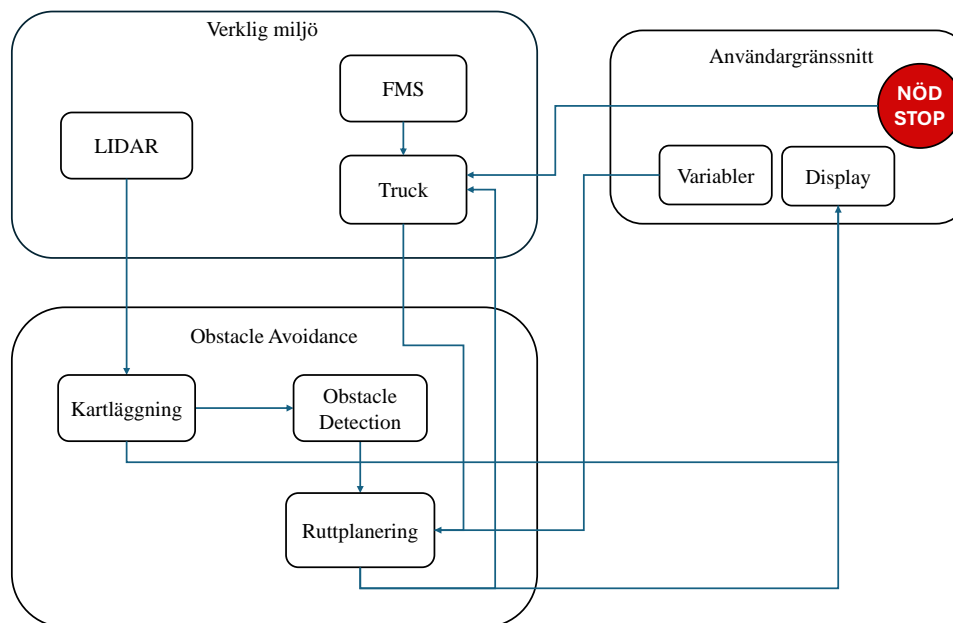 Verklig miljö
FMS
LIDAR
Truck
Användargränssnitt
NÖD
STOP
Variabler
Display
Obstacle Avoidance
Kartläggning
Obstacle
Detection
Ruttplanering